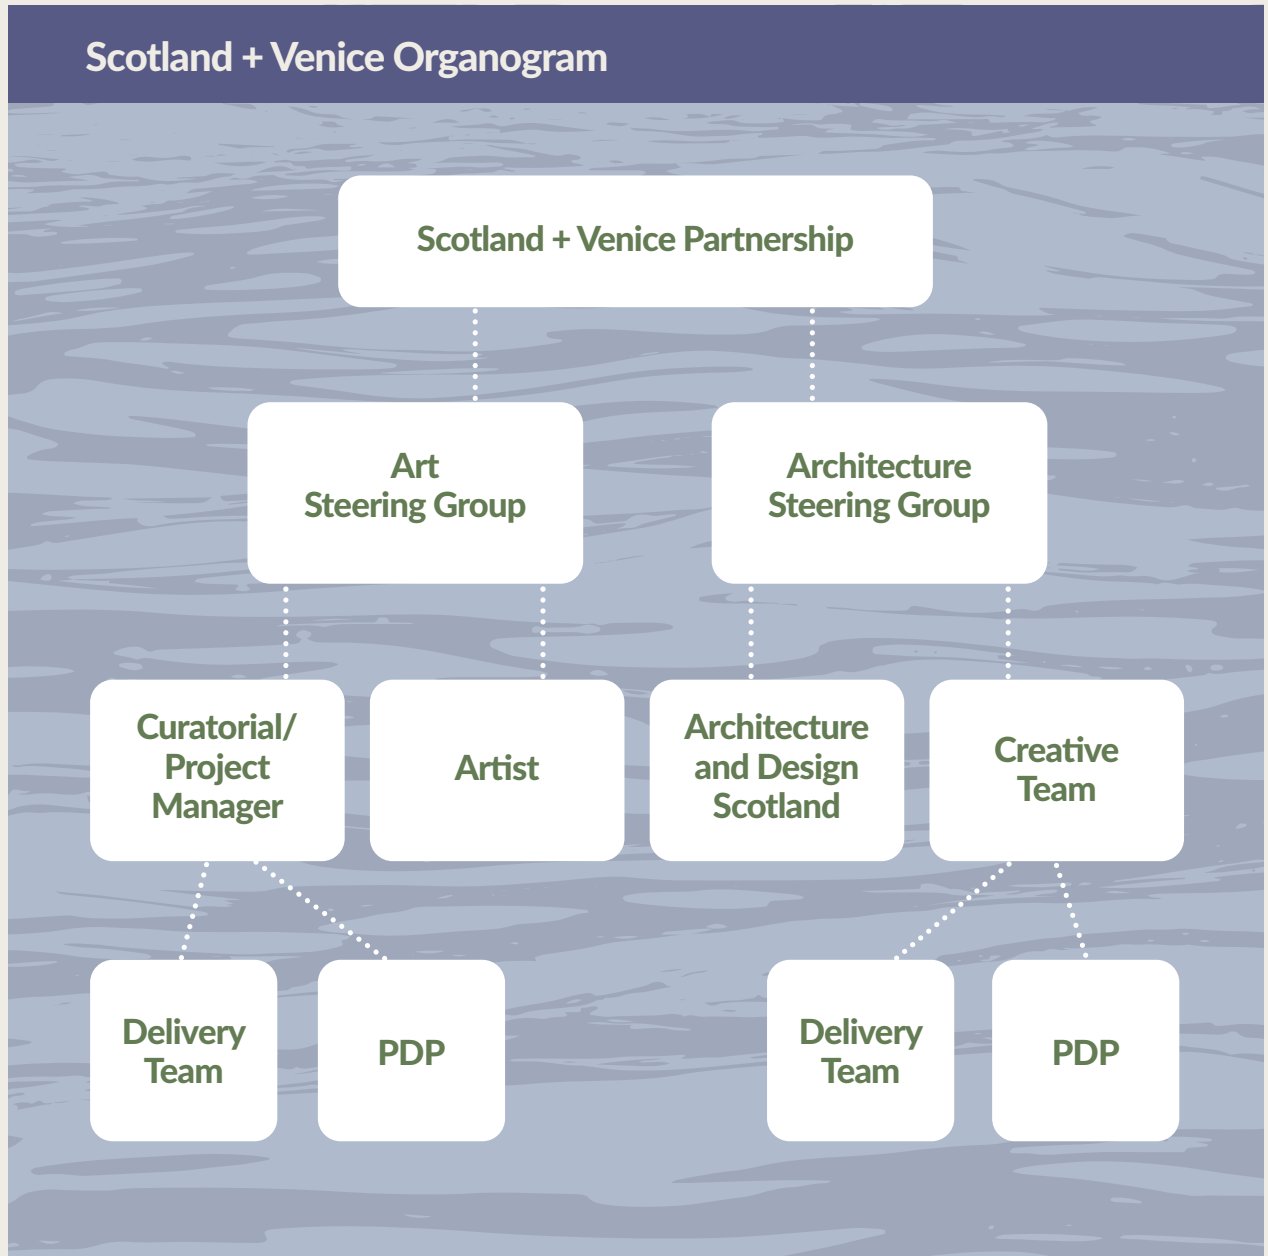 Scotland + Venice Organogram
Scotland + Venice Partnership
Art
Steering Group
Architecture
Steering Group
Curatorial/
Project
Manager
Artist
Architecture
and Design
Scotland
Creative
Team
Delivery
Team
PDP
Delivery
Team
PDP